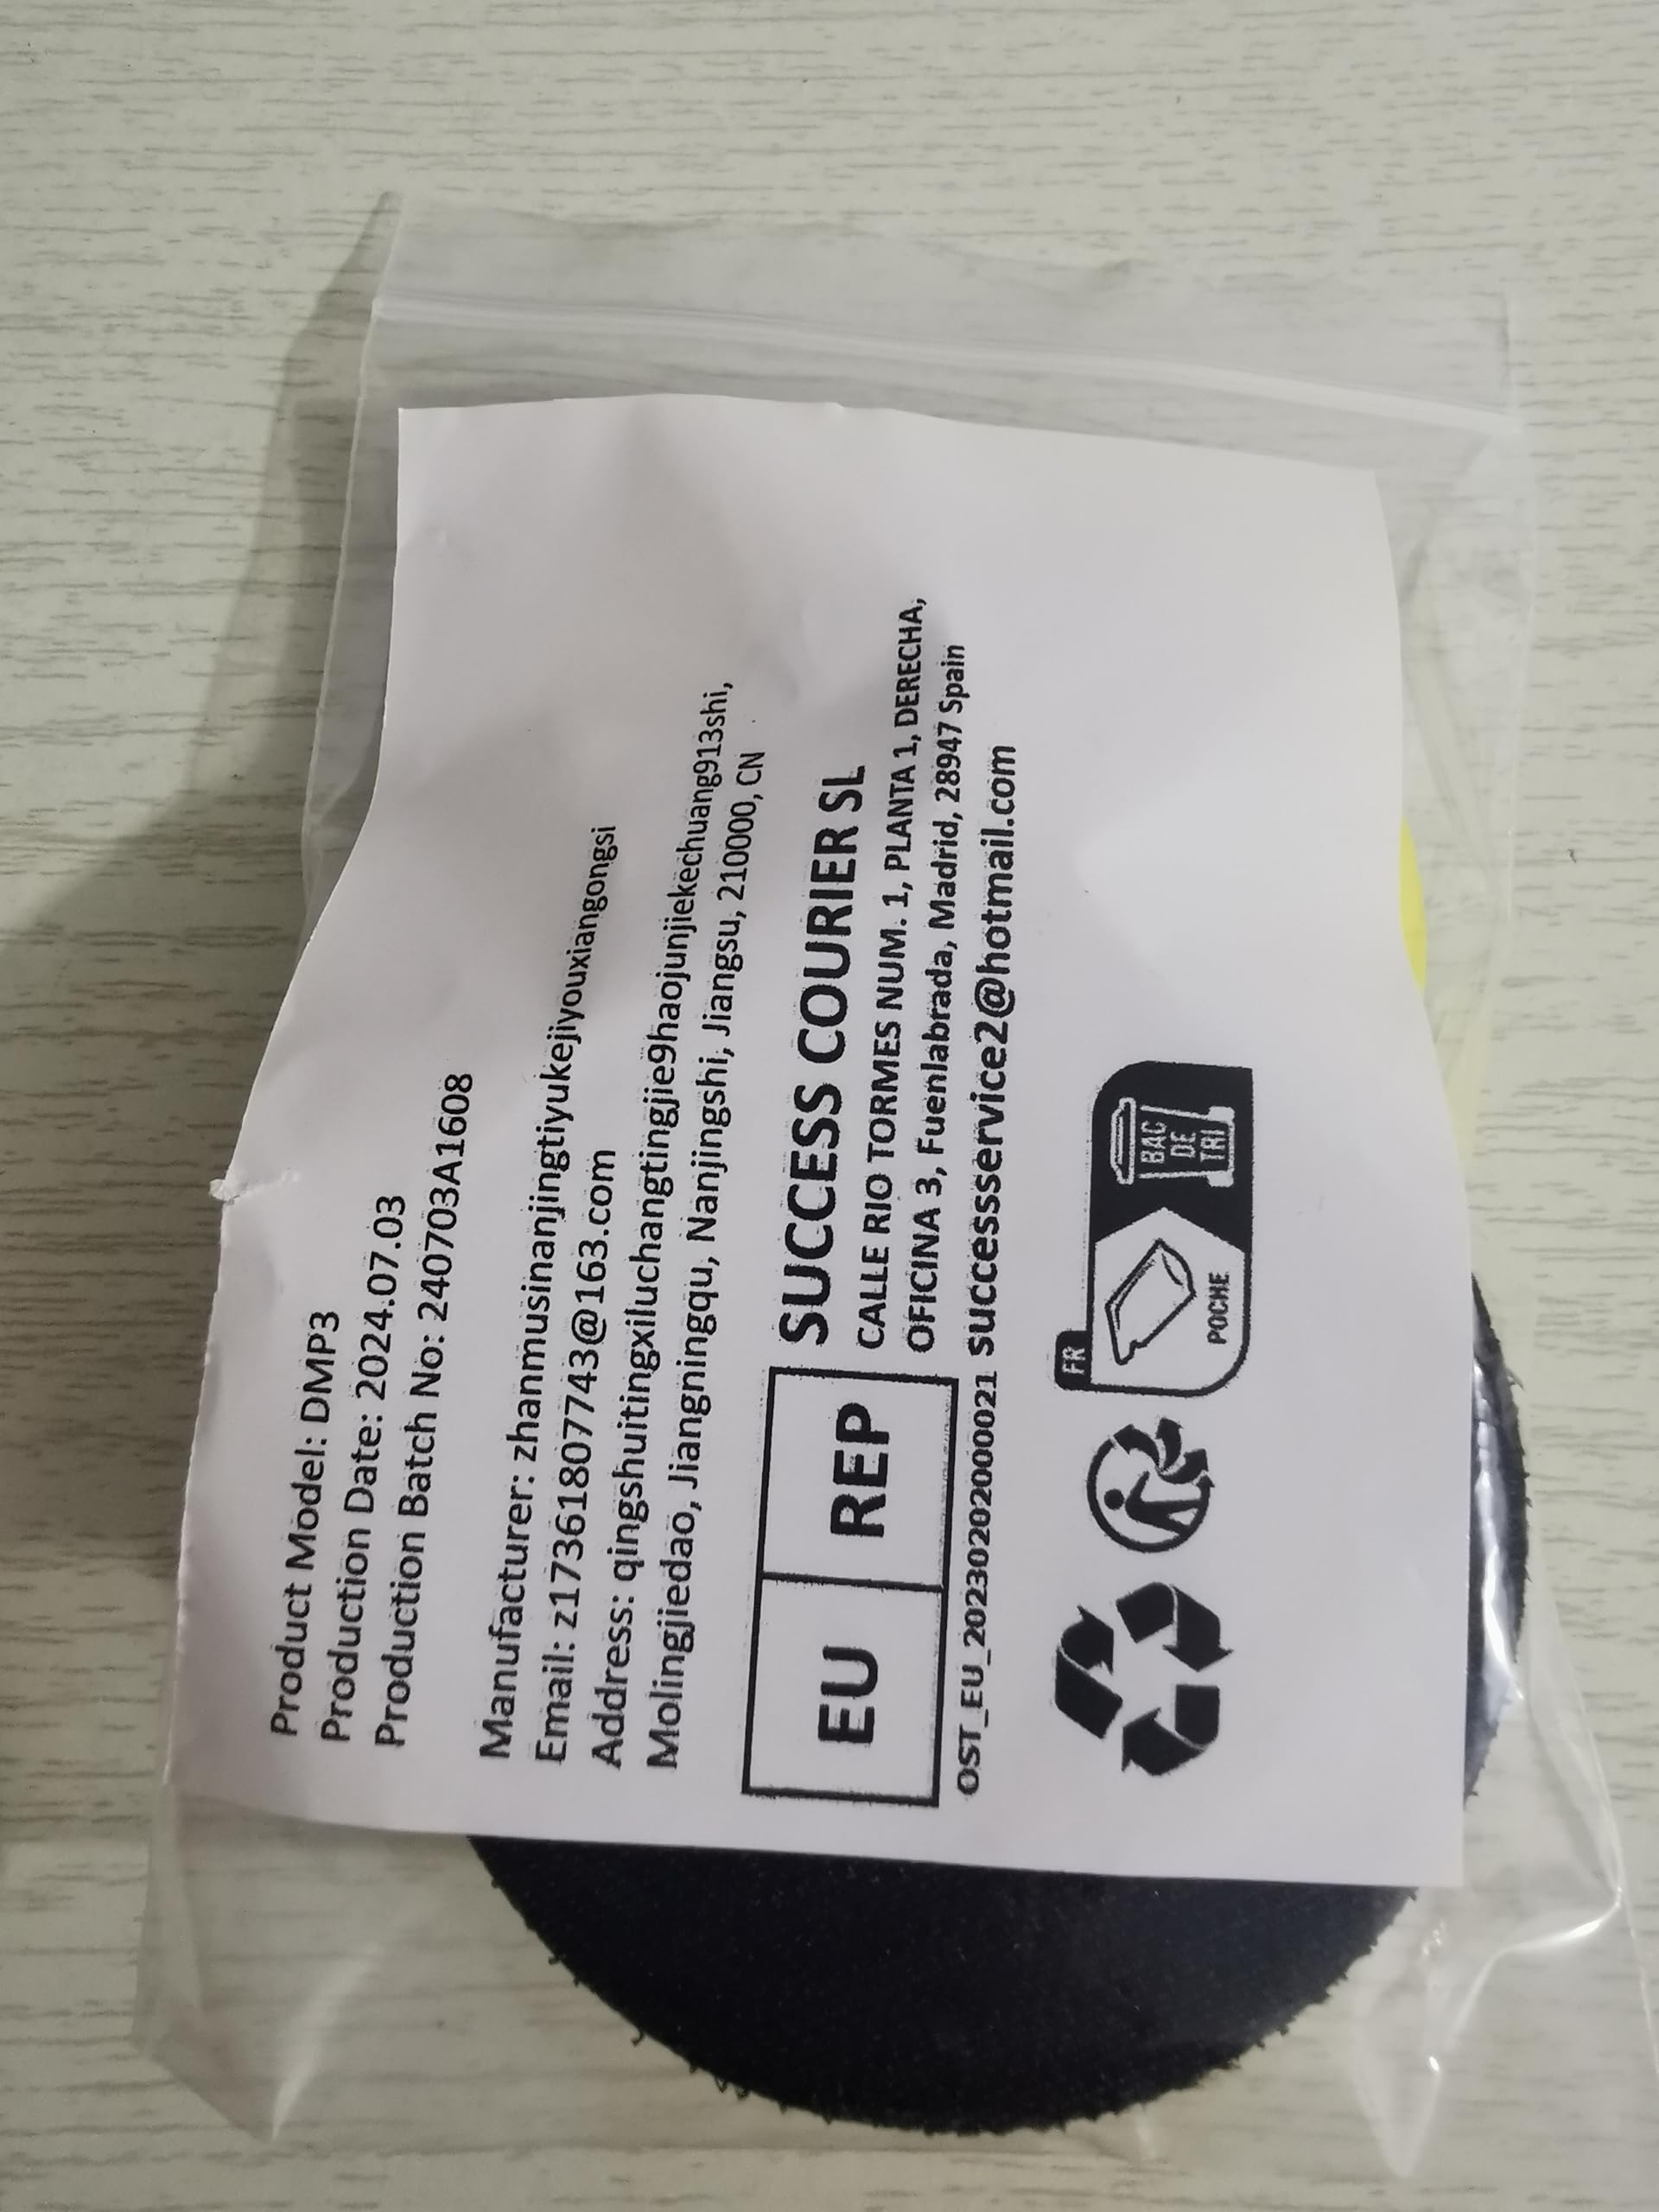 Product Model: DMP3
Production Date: 2024.07.03
Production Batch No: 240703A1608
Manufacturer: zhanmusinanjingtiyukejiyouxiangongsi
Email: z17361807743@163.com
Address: qingshuitingxiluchangtingjie9haojunjiekechuang913shi,
Molingjiedao, Jiangningqu, Nanjingshi, Jiangsu, 210000, CN
EU REP
SUCCESS COURIER SL
CALLE RIO TORMES NUM. 1, PLANTA 1, DERECHA,
OFICINA 3, Fuenlabrada, Madrid, 28947 Spain
OST_EU_20230202000021 successservice2@hotmail.com
FR
POCHE
BAC
DE
TRI